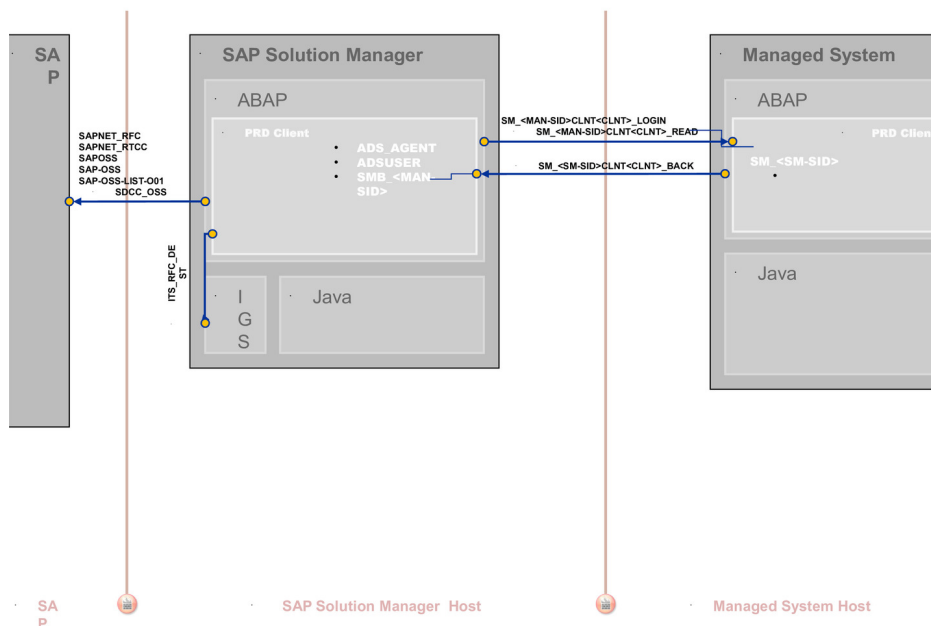 SA
P
SAP Solution Manager
Managed System
ABAP
ABAP
PRD Client
PRD Clien
SM_<MAN-SID>CLNT<CLNT>_LOGIN
SM_<MAN-SID>CLNT<CLNT>_READ
SAPNET_RFC
SAPNET_RTCC
SAPOSS
SAP-OSS
SAP-OSS-LIST-O01
SDCC_OSS
• ADS_AGENT
• ADSUSER
• SMB_<MAN-
SID>
SM_<SM-SID>CLNT<CLNT>_BACK
SM_<SM-SID>
•
ITS_RFC_DE
ST
I
G
S
Java
Java
SA
P
SAP Solution Manager Host
Managed System Host